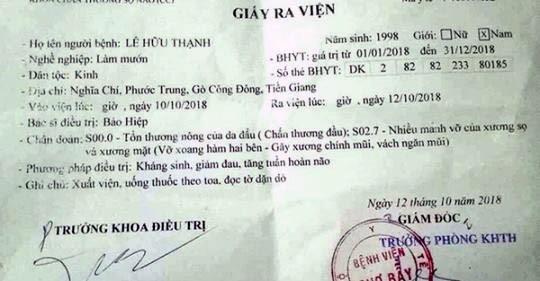 GIẤY RA VIỆN
- Họ tên người bệnh: LÊ HỮU THẠNH Năm sinh: 1998 Giới: Nữ X Nam
- Nghề nghiệp: Làm mướn - BHYT: giá trị từ 01/01/2018 đến 31/12/2018
- Dân tộc: Kinh - Số thẻ BHYT: DK 2 82 82 233 80185
- Địa chỉ: Nghĩa Chí, Phước Trung, Gò Công Đông, Tiền Giang
- Vào viện lúc: giờ , ngày 10/10/2018 Ra viện lúc: giờ , ngày 12/10/2018
- Bác sĩ điều trị: Bảo Hiệp
- Chẩn đoán: S00.0 - Tổn thương nông của da đầu ( Chấn thương đầu); S02.7 - Nhiều mảnh vỡ của xương sọ
và xương mặt (Vỡ xoang hàm hai bên - Gãy xương chính mũi, vách ngăn mũi)
- Phương pháp điều trị: Kháng sinh, giảm đau, tăng tuần hoàn não
- Ghi chú: Xuất viện, uống thuốc theo toa, đọc tờ dặn dò
Ngày 12 tháng 10 năm 2018
TRƯỞNG KHOA ĐIỀU TRỊ
GIÁM ĐỐC
TRƯỞNG PHÒNG KHTH
BỆNH VIỆN